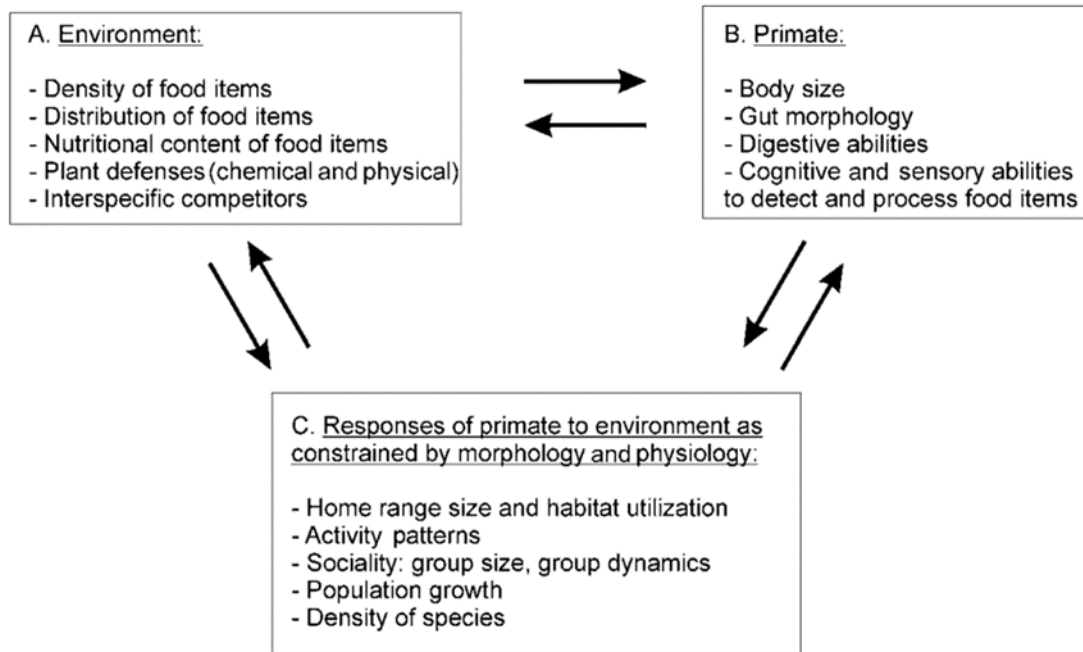 A. Environment:
- Density of food items
- Distribution of food items
- Nutritional content of food items
- Plant defenses (chemical and physical)
- Interspecific competitors
B. Primate:
- Body size
- Gut morphology
- Digestive abilities
- Cognitive and sensory abilities
to detect and process food items
C. Responses of primate to environment as
constrained by morphology and physiology:
- Home range size and habitat utilization
- Activity patterns
- Sociality: group size, group dynamics
- Population growth
- Density of species